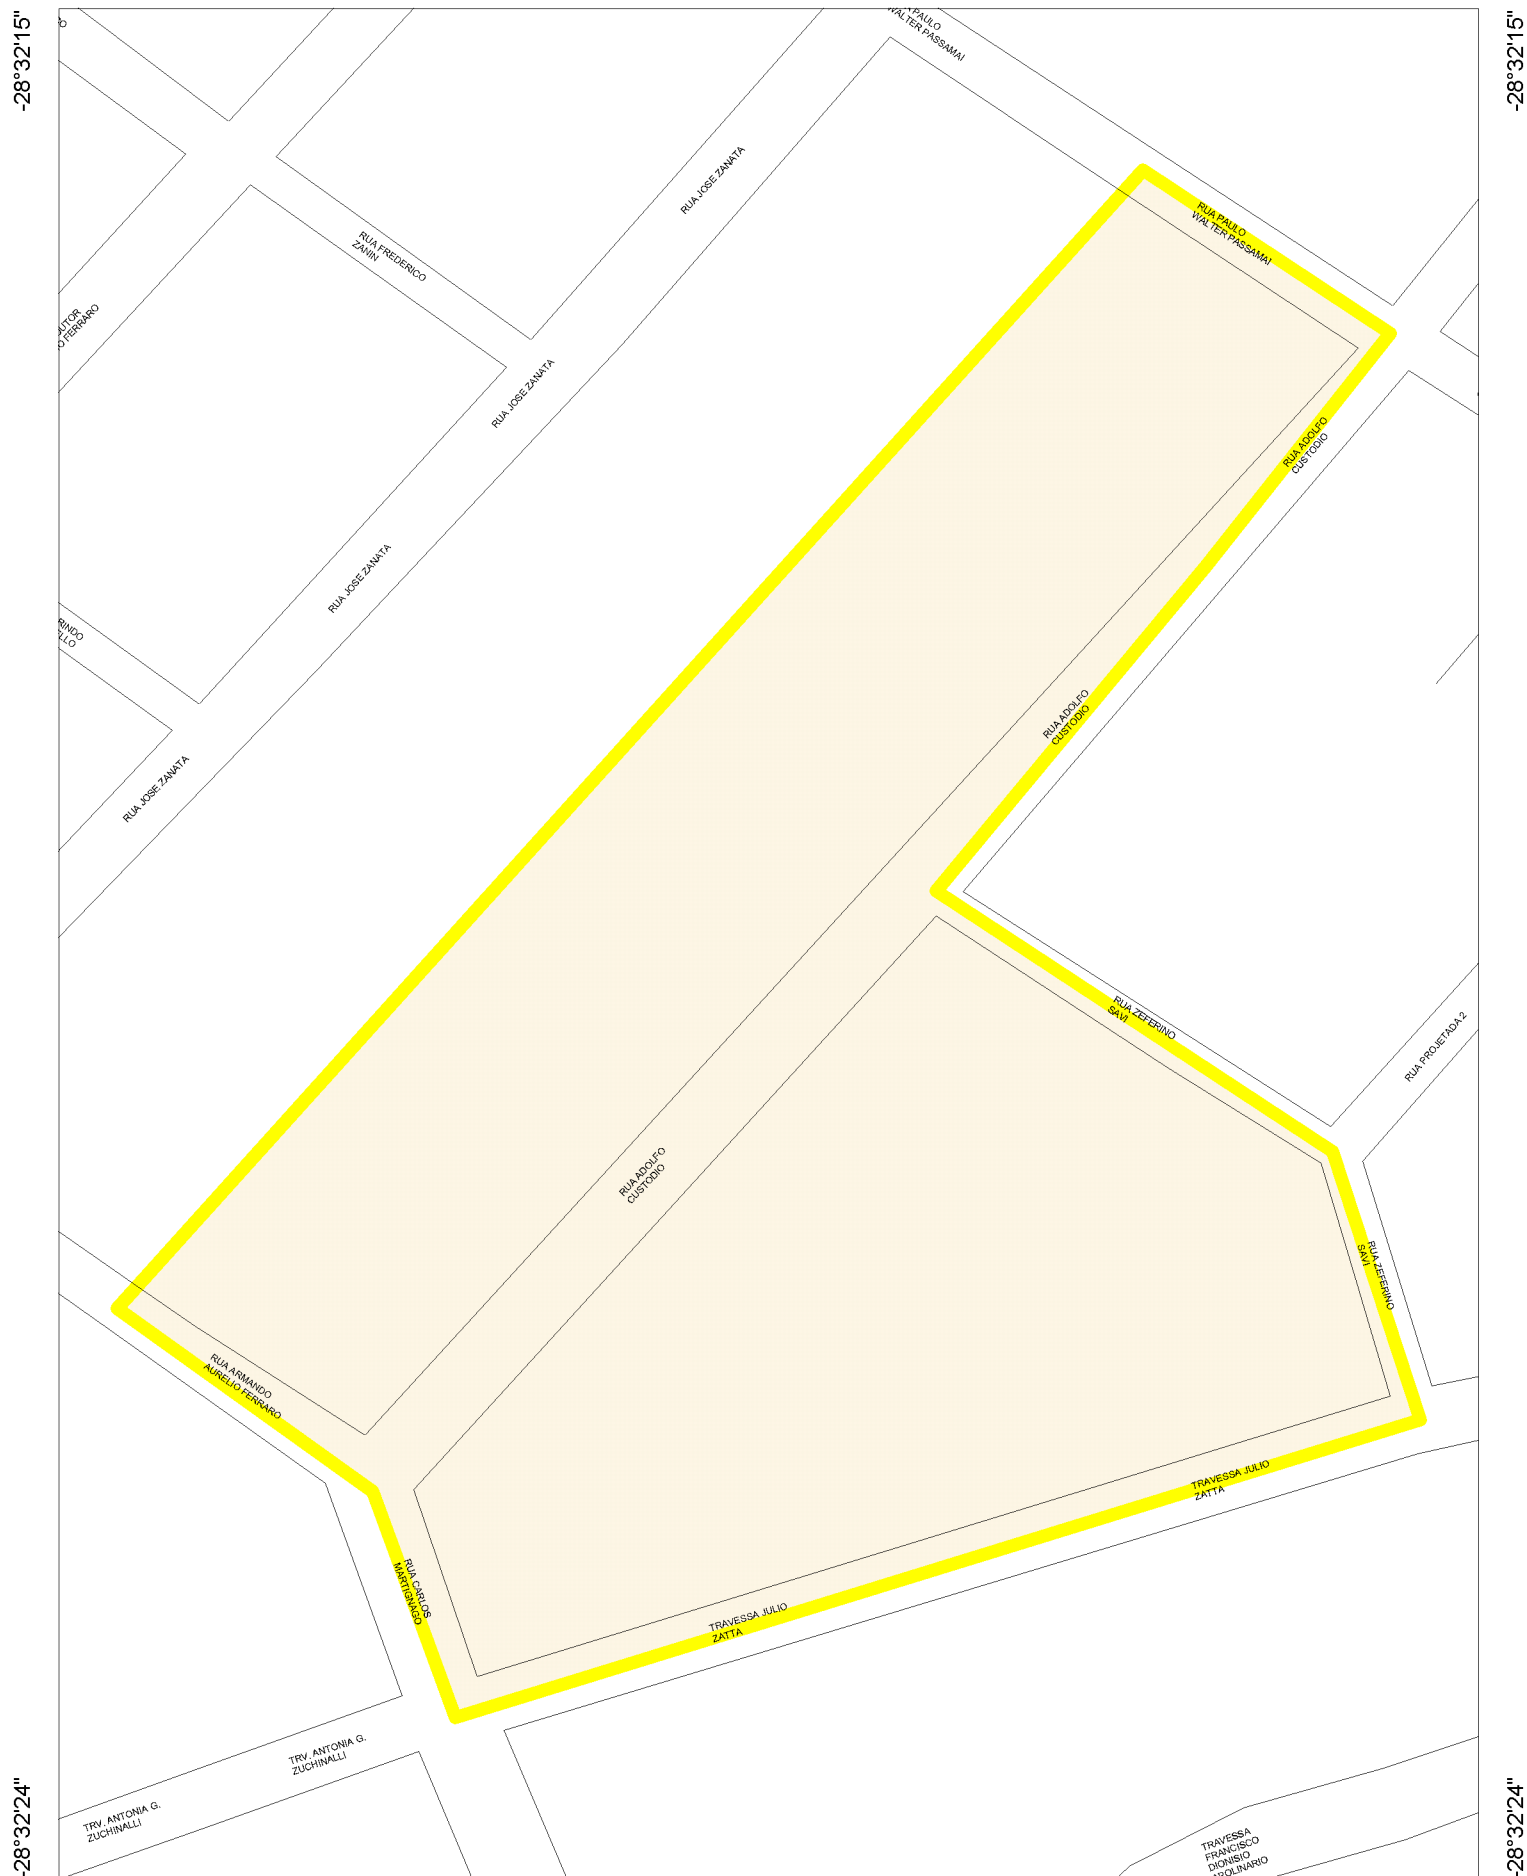 -28°32'15"
-28°32'15"
PAULO
WALTER PASSAMAI
RUA JOSE ZANATA
RUA PAULO
WALTER PASSAMAI
RUA FREDERICO
ZANIN
FERRARO
RUA JOSE ZANATA
RUA ADOLFO
CUSTODIO
RUA JOSE ZANATA
RUA ADOLFO
CUSTODIO
RUA JOSE ZANATA
RUA ZEFERINO
SAVI
RUA PROJETADA 2
RUA ADOLFO
CUSTODIO
RUA ZEFERINO
SAVI
RUA ARMANDO
AURELIO FERRARO
TRAVESSA JULIO
ZATTA
RUA CARLOS
MARTIGNAGO
TRAVESSA JULIO
ZATTA
TRV. ANTONIA G.
ZUCHINALLI
TRV. ANTONIA G.
ZUCHINALLI
TRAVESSA
FRANCISCO
DIONISIO
-28°32'24"
-28°32'24"